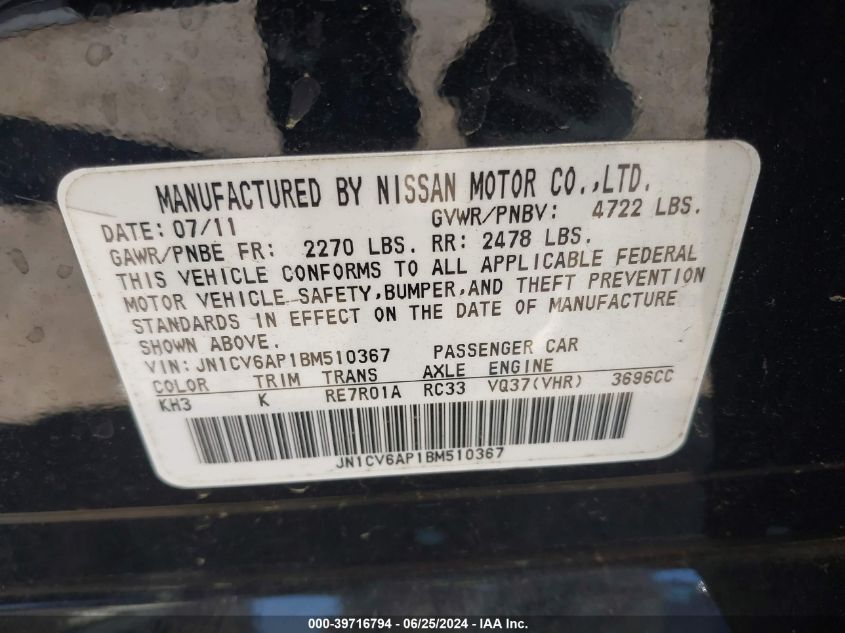 MANUFACTURED BY NISSAN MOTOR CO.,LTD.
DATE: 07/11 GVWR/PNBV: 4722 LBS.
GAWR/PNBE FR: 2270 LBS. RR: 2478 LBS.
THIS VEHICLE CONFORMS TO ALL APPLICABLE FEDERAL
MOTOR VEHICLE SAFETY,BUMPER,AND THEFT PREVENTION
STANDARDS IN EFFECT ON THE DATE OF MANUFACTURE
SHOWN ABOVE.
VIN: JN1CV6AP1BM510367 PASSENGER CAR
COLOR TRIM TRANS AXLE ENGINE
KH3 K RE7R01A RC33 VQ37(VHR) 3696CC
JN1CV6AP1BM510367
000-39716794 - 06/25/2024 - IAA Inc.